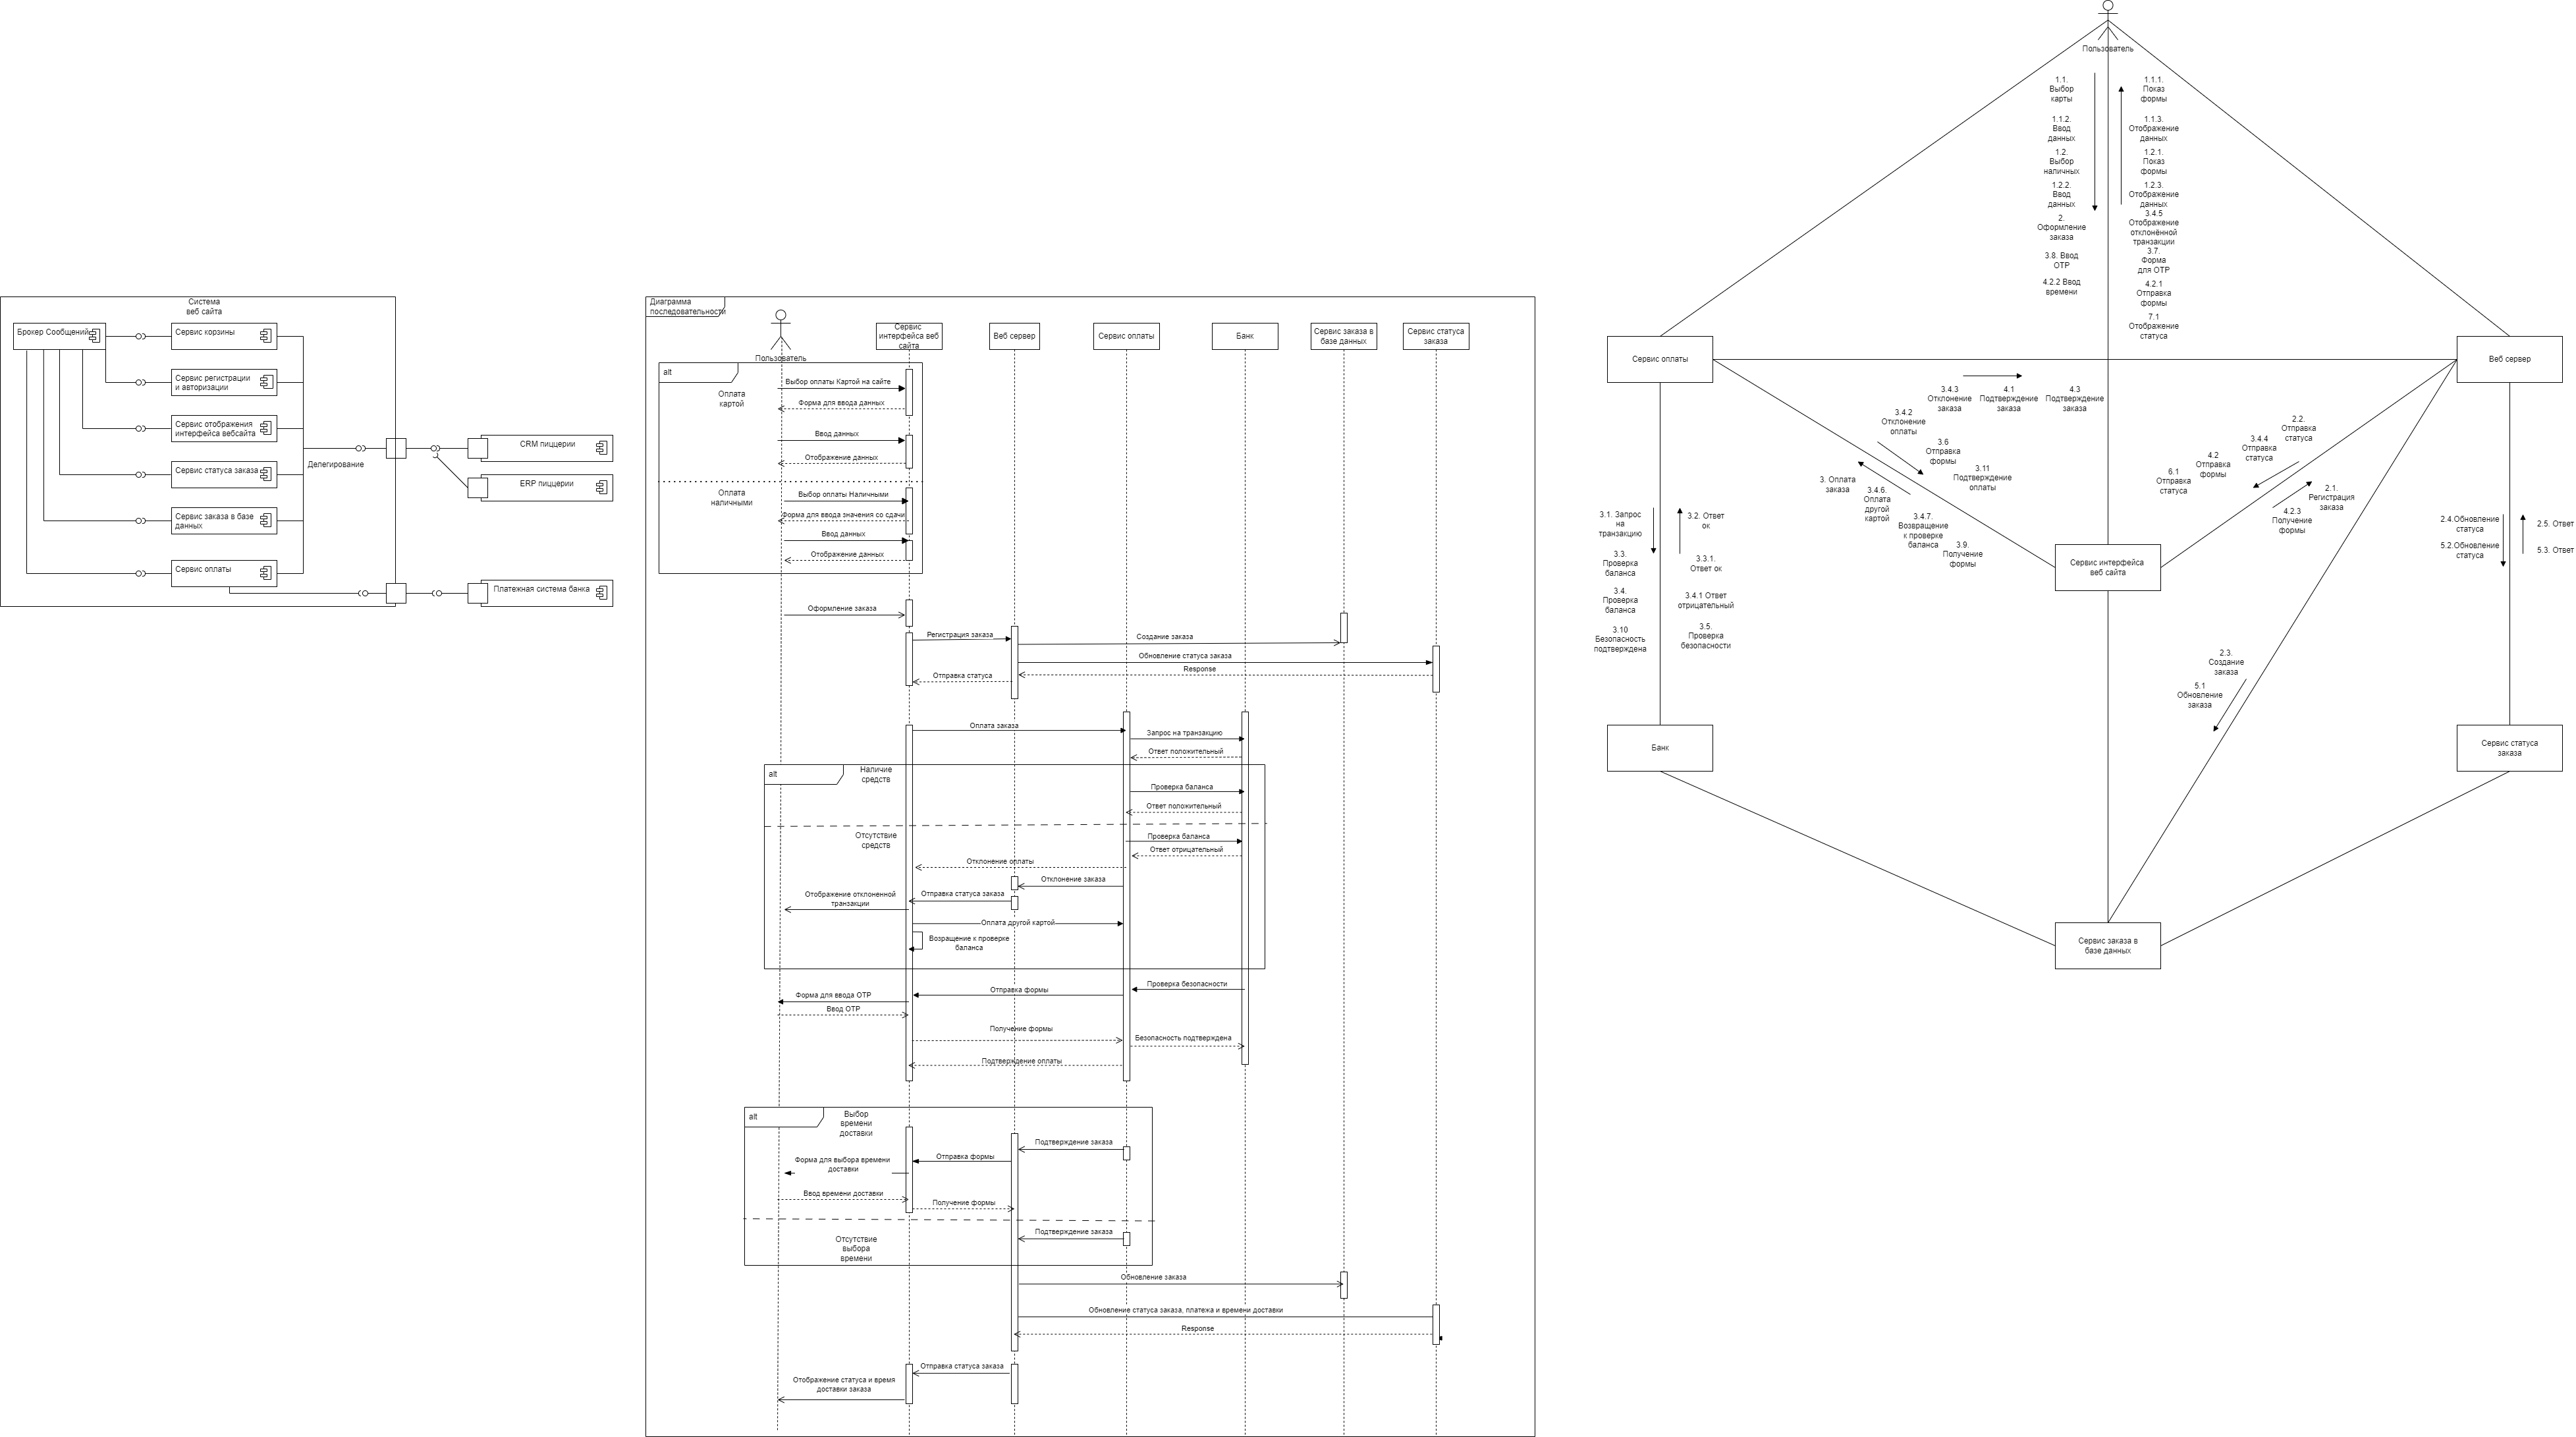 Система
веб сайта
Брокер Сообщений
Сервис корзины
Сервис регистрации
и авторизации
Сервис отображения
интерфейса вебсайта
Сервис статуса заказа
Сервис заказа в базе
данных
Сервис оплаты
Делегирование
CRM пиццерии
ERP пиццерии
Платежная система банка
Диаграмма
последовательности
Пользователь
Сервис
интерфейса веб
сайта
Веб сервер
Сервис оплаты
Банк
Сервис заказа в
базе данных
Сервис статуса
заказа
alt
Оплата
картой
Выбор оплаты Картой на сайте
Форма для ввода данных
Ввод данных
Отображение данных
Оплата
наличными
Выбор оплаты Наличными
Форма для ввода значения со сдачи
Ввод данных
Отображение данных
Оформление заказа
Регистрация заказа
Создание заказа
Обновление статуса заказа
Response
Отправка статуса
Оплата заказа
Запрос на транзакцию
Ответ положительный
alt
Наличие
средств
Проверка баланса
Ответ положительный
Отсутствие
средств
Проверка баланса
Ответ отрицательный
Отклонение оплаты
Отклонение заказа
Отправка статуса заказа
Отображение отклоненной
транзакции
Оплата другой картой
Возращение к проверке
баланса
Проверка безопасности
Отправка формы
Форма для ввода OTP
Ввод OTP
Получение формы
Безопасность подтверждена
Подтверждение оплаты
alt
Выбор
времени
доставки
Подтверждение заказа
Отправка формы
Форма для выбора времени
доставки
Ввод времени доставки
Получение формы
Отсутствие
выбора
времени
Подтверждение заказа
Обновление заказа
Обновление статуса заказа, платежа и времени доставки
Response
Отправка статуса заказа
Отображение статуса и время
доставки заказа
Пользователь
1.1.
Выбор
карты
1.1.2.
Ввод
данных
1.2.
Выбор
наличных
1.2.2.
Ввод
данных
2.
Оформление
заказа
3.8. Ввод
OTP
4.2.2 Ввод
времени
1.1.1.
Показ
формы
1.1.3.
Отображение
данных
1.2.1.
Показ
формы
1.2.3.
Отображение
данных
3.4.5
Отображение
отклонённой
транзакции
3.7.
Форма
для OTP
4.2.1
Отправка
формы
7.1
Отображение
статуса
Сервис оплаты
Веб сервер
3.4.3
Отклонение
заказа
4.1
Подтверждение
заказа
4.3
Подтверждение
заказа
3.4.2
Отклонение
оплаты
3.6
Отправка
формы
3.11
Подтверждение
оплаты
3. Оплата
заказа
3.4.6.
Оплата
другой
картой
3.4.7.
Возвращение
к проверке
баланса
3.9.
Получение
формы
2.2.
Отправка
статуса
3.4.4
Отправка
статуса
4.2
Отправка
формы
6.1
Отправка
статуса
2.1.
Регистрация
заказа
4.2.3
Получение
формы
3.1. Запрос
на
транзакцию
3.3.
Проверка
баланса
3.4.
Проверка
баланса
3.10
Безопасность
подтверждена
3.2. Ответ
ок
3.3.1.
Ответ ок
3.4.1 Ответ
отрицательный
3.5.
Проверка
безопасности
2.4.Обновление
статуса
5.2.Обновление
статуса
2.5. Ответ
5.3. Ответ
Сервис интерфейса
веб сайта
2.3.
Создание
заказа
5.1
Обновление
заказа
Банк
Сервис статуса
заказа
Сервис заказа в
базе данных